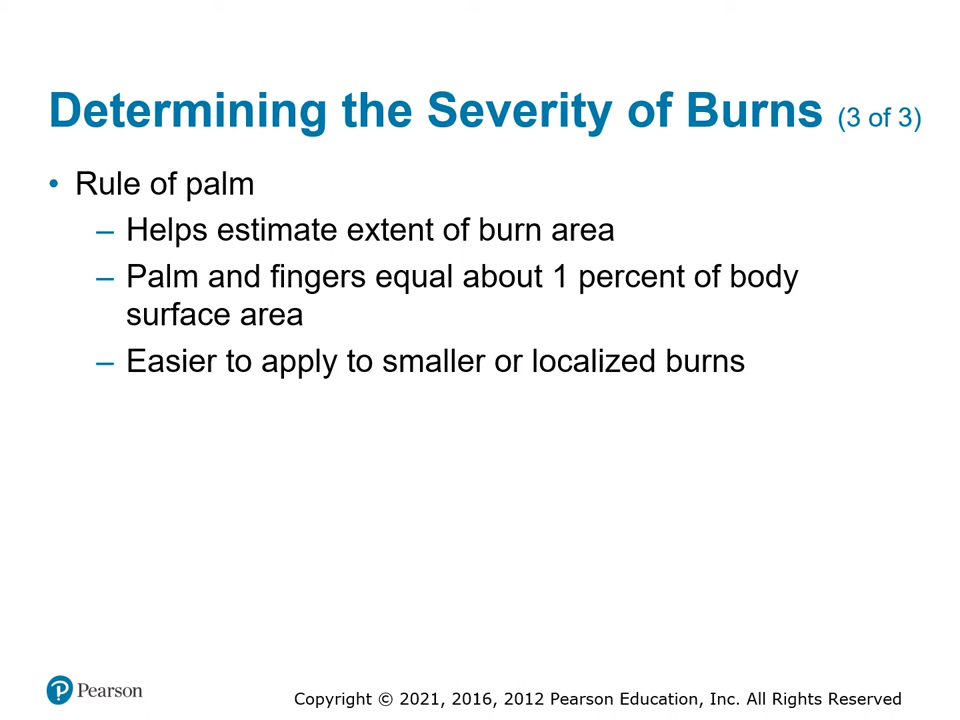 Determining the Severity of Burns (3 of 3)
• Rule of palm
– Helps estimate extent of burn area
– Palm and fingers equal about 1 percent of body
surface area
– Easier to apply to smaller or localized burns
Pearson
Copyright © 2021, 2016, 2012 Pearson Education, Inc. All Rights Reserved